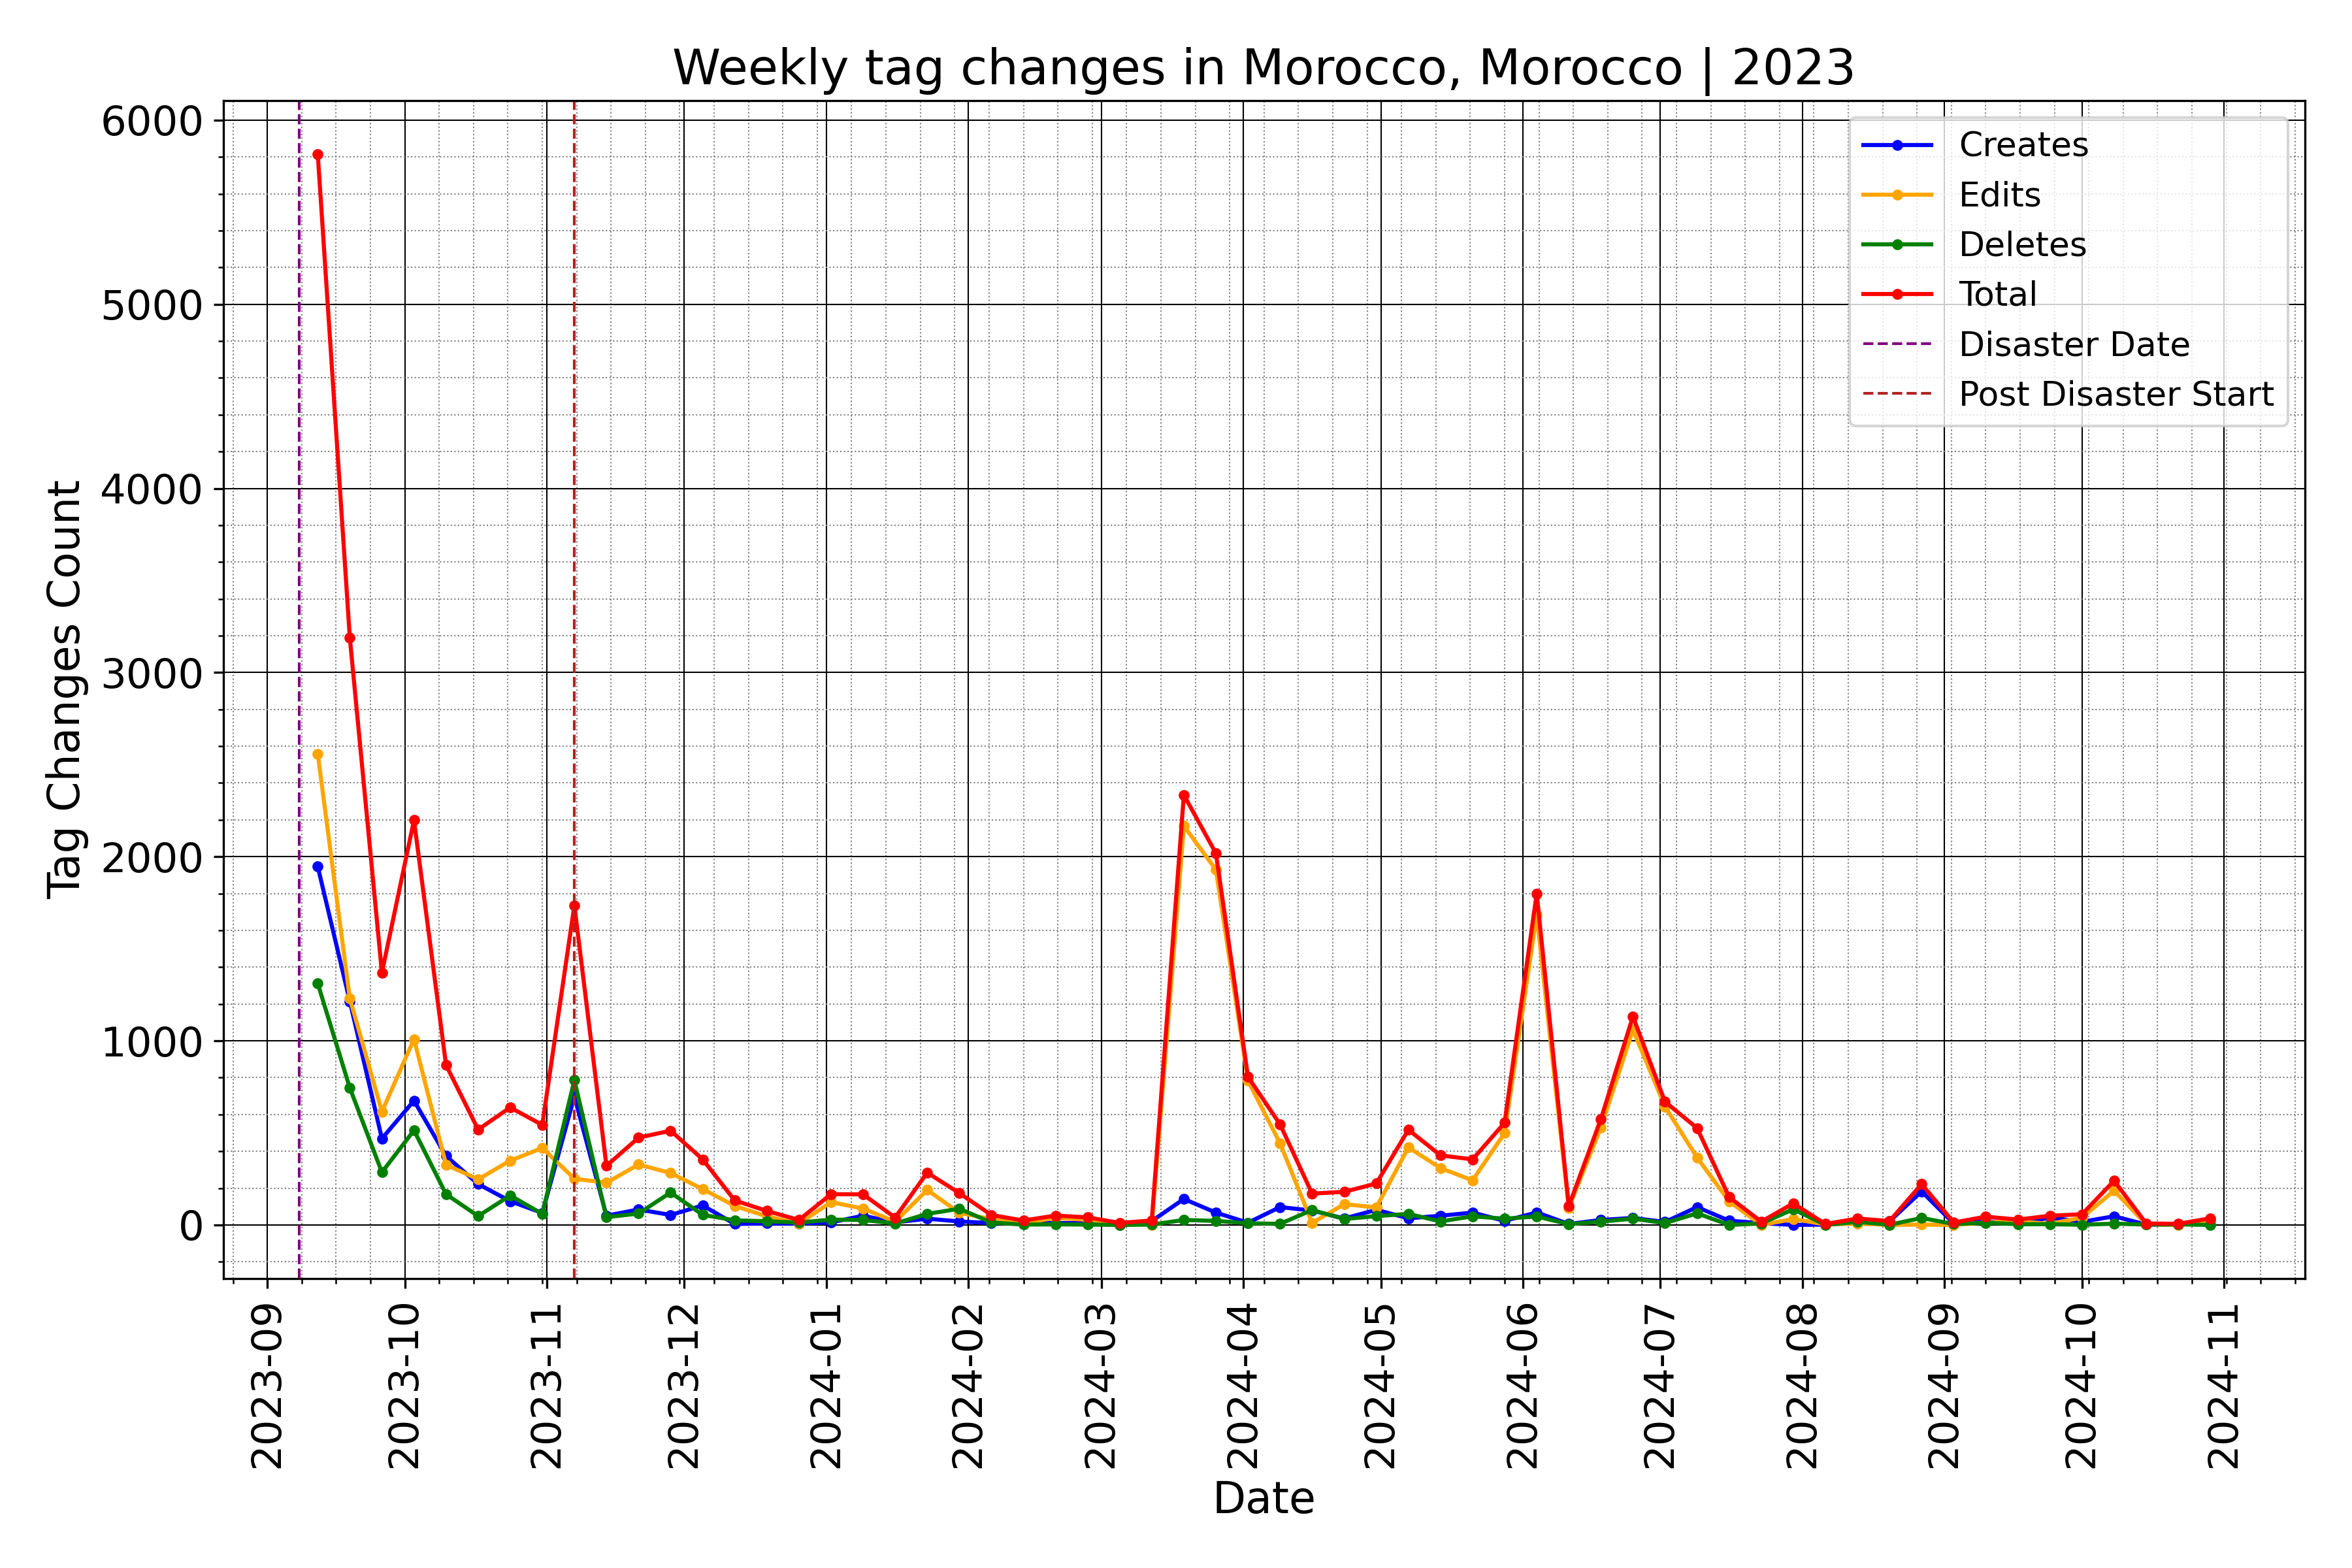 Weekly tag changes in Morocco, Morocco | 2023
Tag Changes Count
6000
5000
4000
3000
2000
1000
0
Creates
Edits
Deletes
Total
Disaster Date
Post Disaster Start
2023-09
2023-10
2023-11
2023-12
2024-01
2024-02
2024-03
2024-04
2024-05
2024-06
2024-07
2024-08
2024-09
2024-10
2024-11
Date